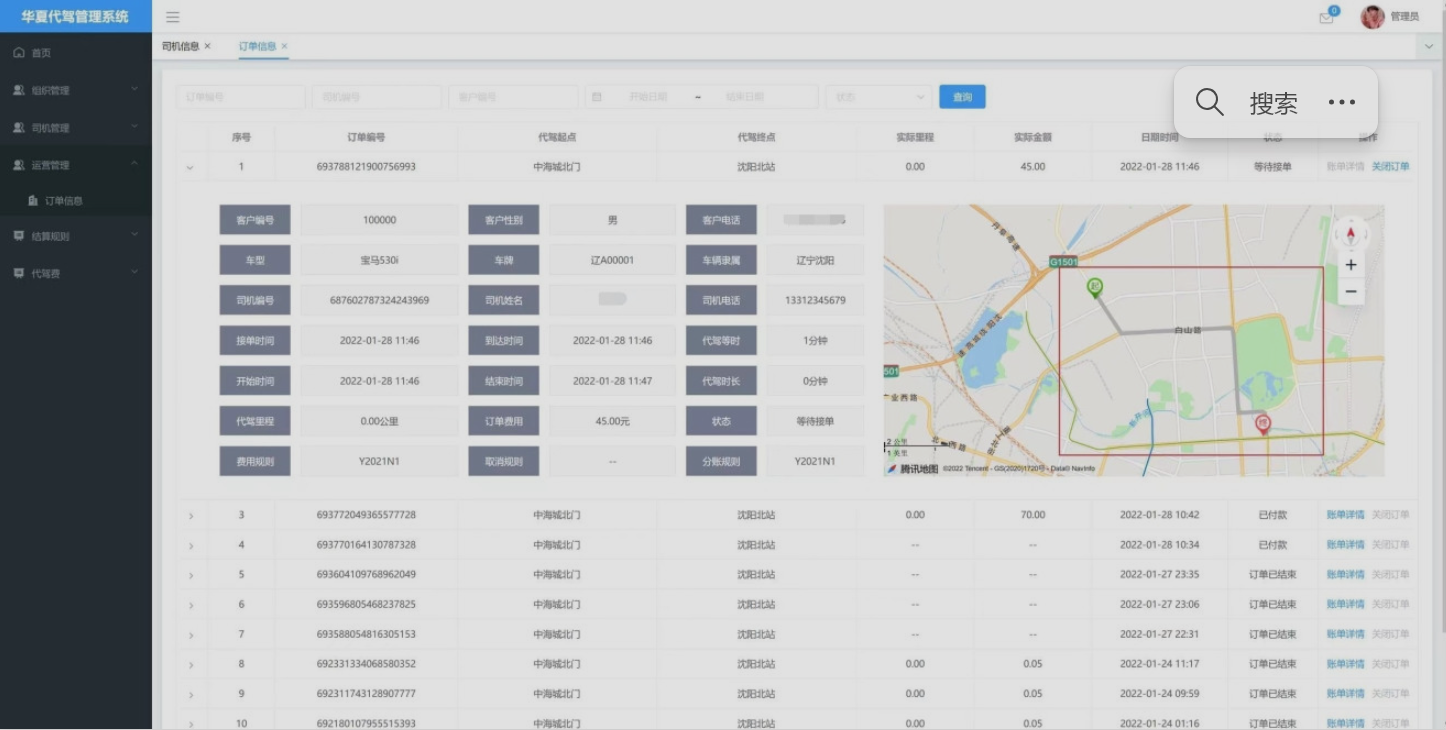 华夏代驾管理系统
0
管理员
首页
组织管理
司机管理
运营管理
订单信息
结算规则
代驾费
司机信息 × 订单信息 ×
订单编号 司机编号 客户编号 开始日期 - 结束日期 状态 查询
搜索 •••
序号 订单编号 代驾起点 代驾终点 实际里程 实际金额 日期时间 状态 操作
1 693788121900756993 中海城北门 沈阳北站 0.00 45.00 2022-01-28 11:46 等待接单 账单详情 关闭订单
客户编号 100000 客户性别 男 客户电话
车型 宝马530i 车牌 辽A00001 车辆隶属 辽宁沈阳
司机编号 687602787324243969 司机姓名 司机电话 13312345679
接单时间 2022-01-28 11:46 到达时间 2022-01-28 11:46 代驾等时 1分钟
开始时间 2022-01-28 11:46 结束时间 2022-01-28 11:47 代驾时长 0分钟
代驾里程 0.00公里 订单费用 45.00元 状态 等待接单
费用规则 Y2021N1 取消规则 -- 分账规则 Y2021N1
丹阜高速
G1501
起
白山路
501
终
2 公里
1 英里
腾讯地图 ©2022 Tencent - GS(2020)1720号 - Data© NavInfo
3 693772049365577728 中海城北门 沈阳北站 0.00 70.00 2022-01-28 10:42 已付款 账单详情 关闭订单
4 693770164130787328 中海城北门 沈阳北站 -- -- 2022-01-28 10:34 已付款 账单详情 关闭订单
5 693604109768962049 中海城北门 沈阳北站 -- -- 2022-01-27 23:35 订单已结束 账单详情 关闭订单
6 693596805468237825 中海城北门 沈阳北站 -- -- 2022-01-27 23:06 订单已结束 账单详情 关闭订单
7 693588054816305153 中海城北门 沈阳北站 -- -- 2022-01-27 22:31 订单已结束 账单详情 关闭订单
8 692331334068580352 中海城北门 沈阳北站 0.00 0.05 2022-01-24 11:17 订单已结束 账单详情 关闭订单
9 692311743128907777 中海城北门 沈阳北站 0.00 0.05 2022-01-24 09:59 订单已结束 账单详情 关闭订单
10 692180107955515393 中海城北门 沈阳北站 0.00 0.05 2022-01-24 01:16 订单已结束 账单详情 关闭订单